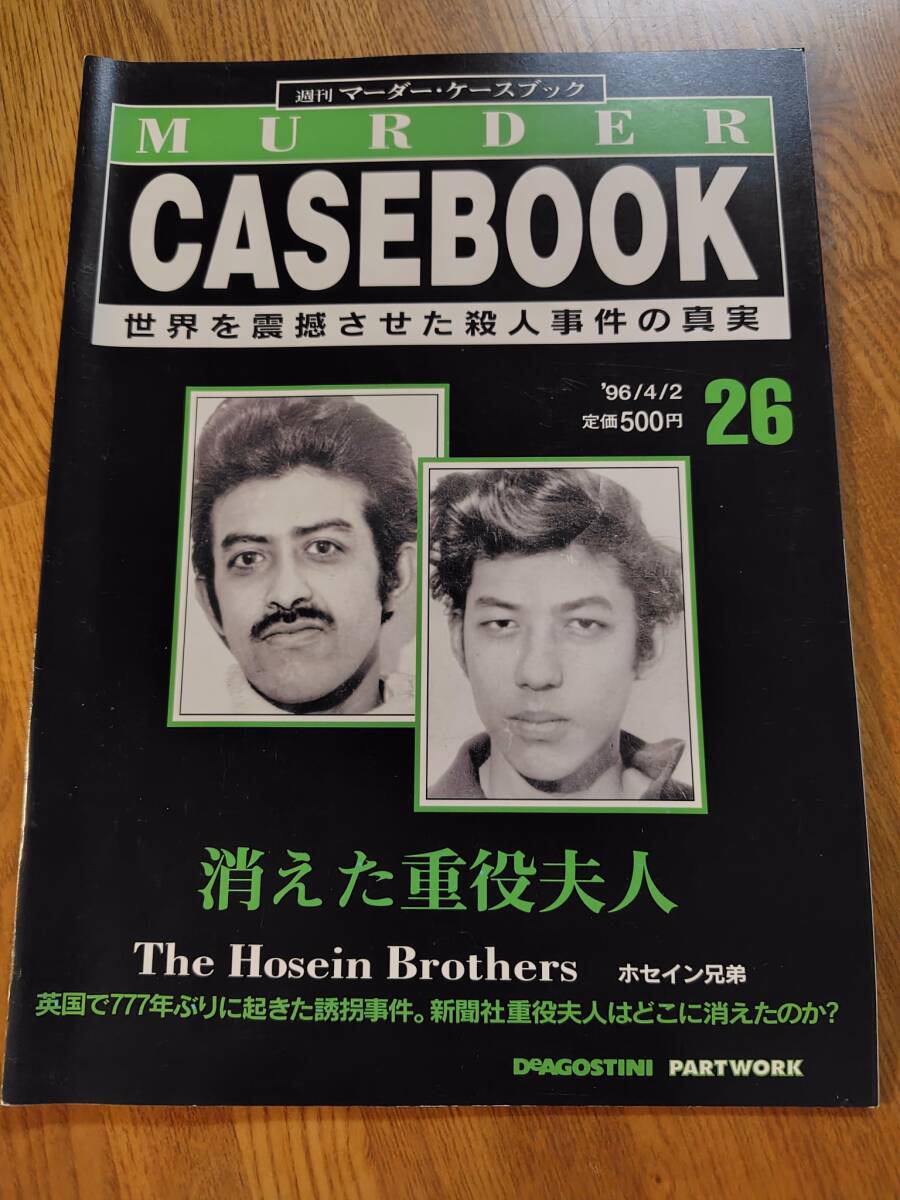 週刊 マーダー・ケースブック
MURDER
CASEBOOK
世界を震撼させた殺人事件の真実
'96/4/2
定価500円
26
消えた重役夫人
The Hosein Brothers ホセイン兄弟
英国で777年ぶりに起きた誘拐事件。新聞社重役夫人はどこに消えたのか?
DeAGOSTINI PARTWORK